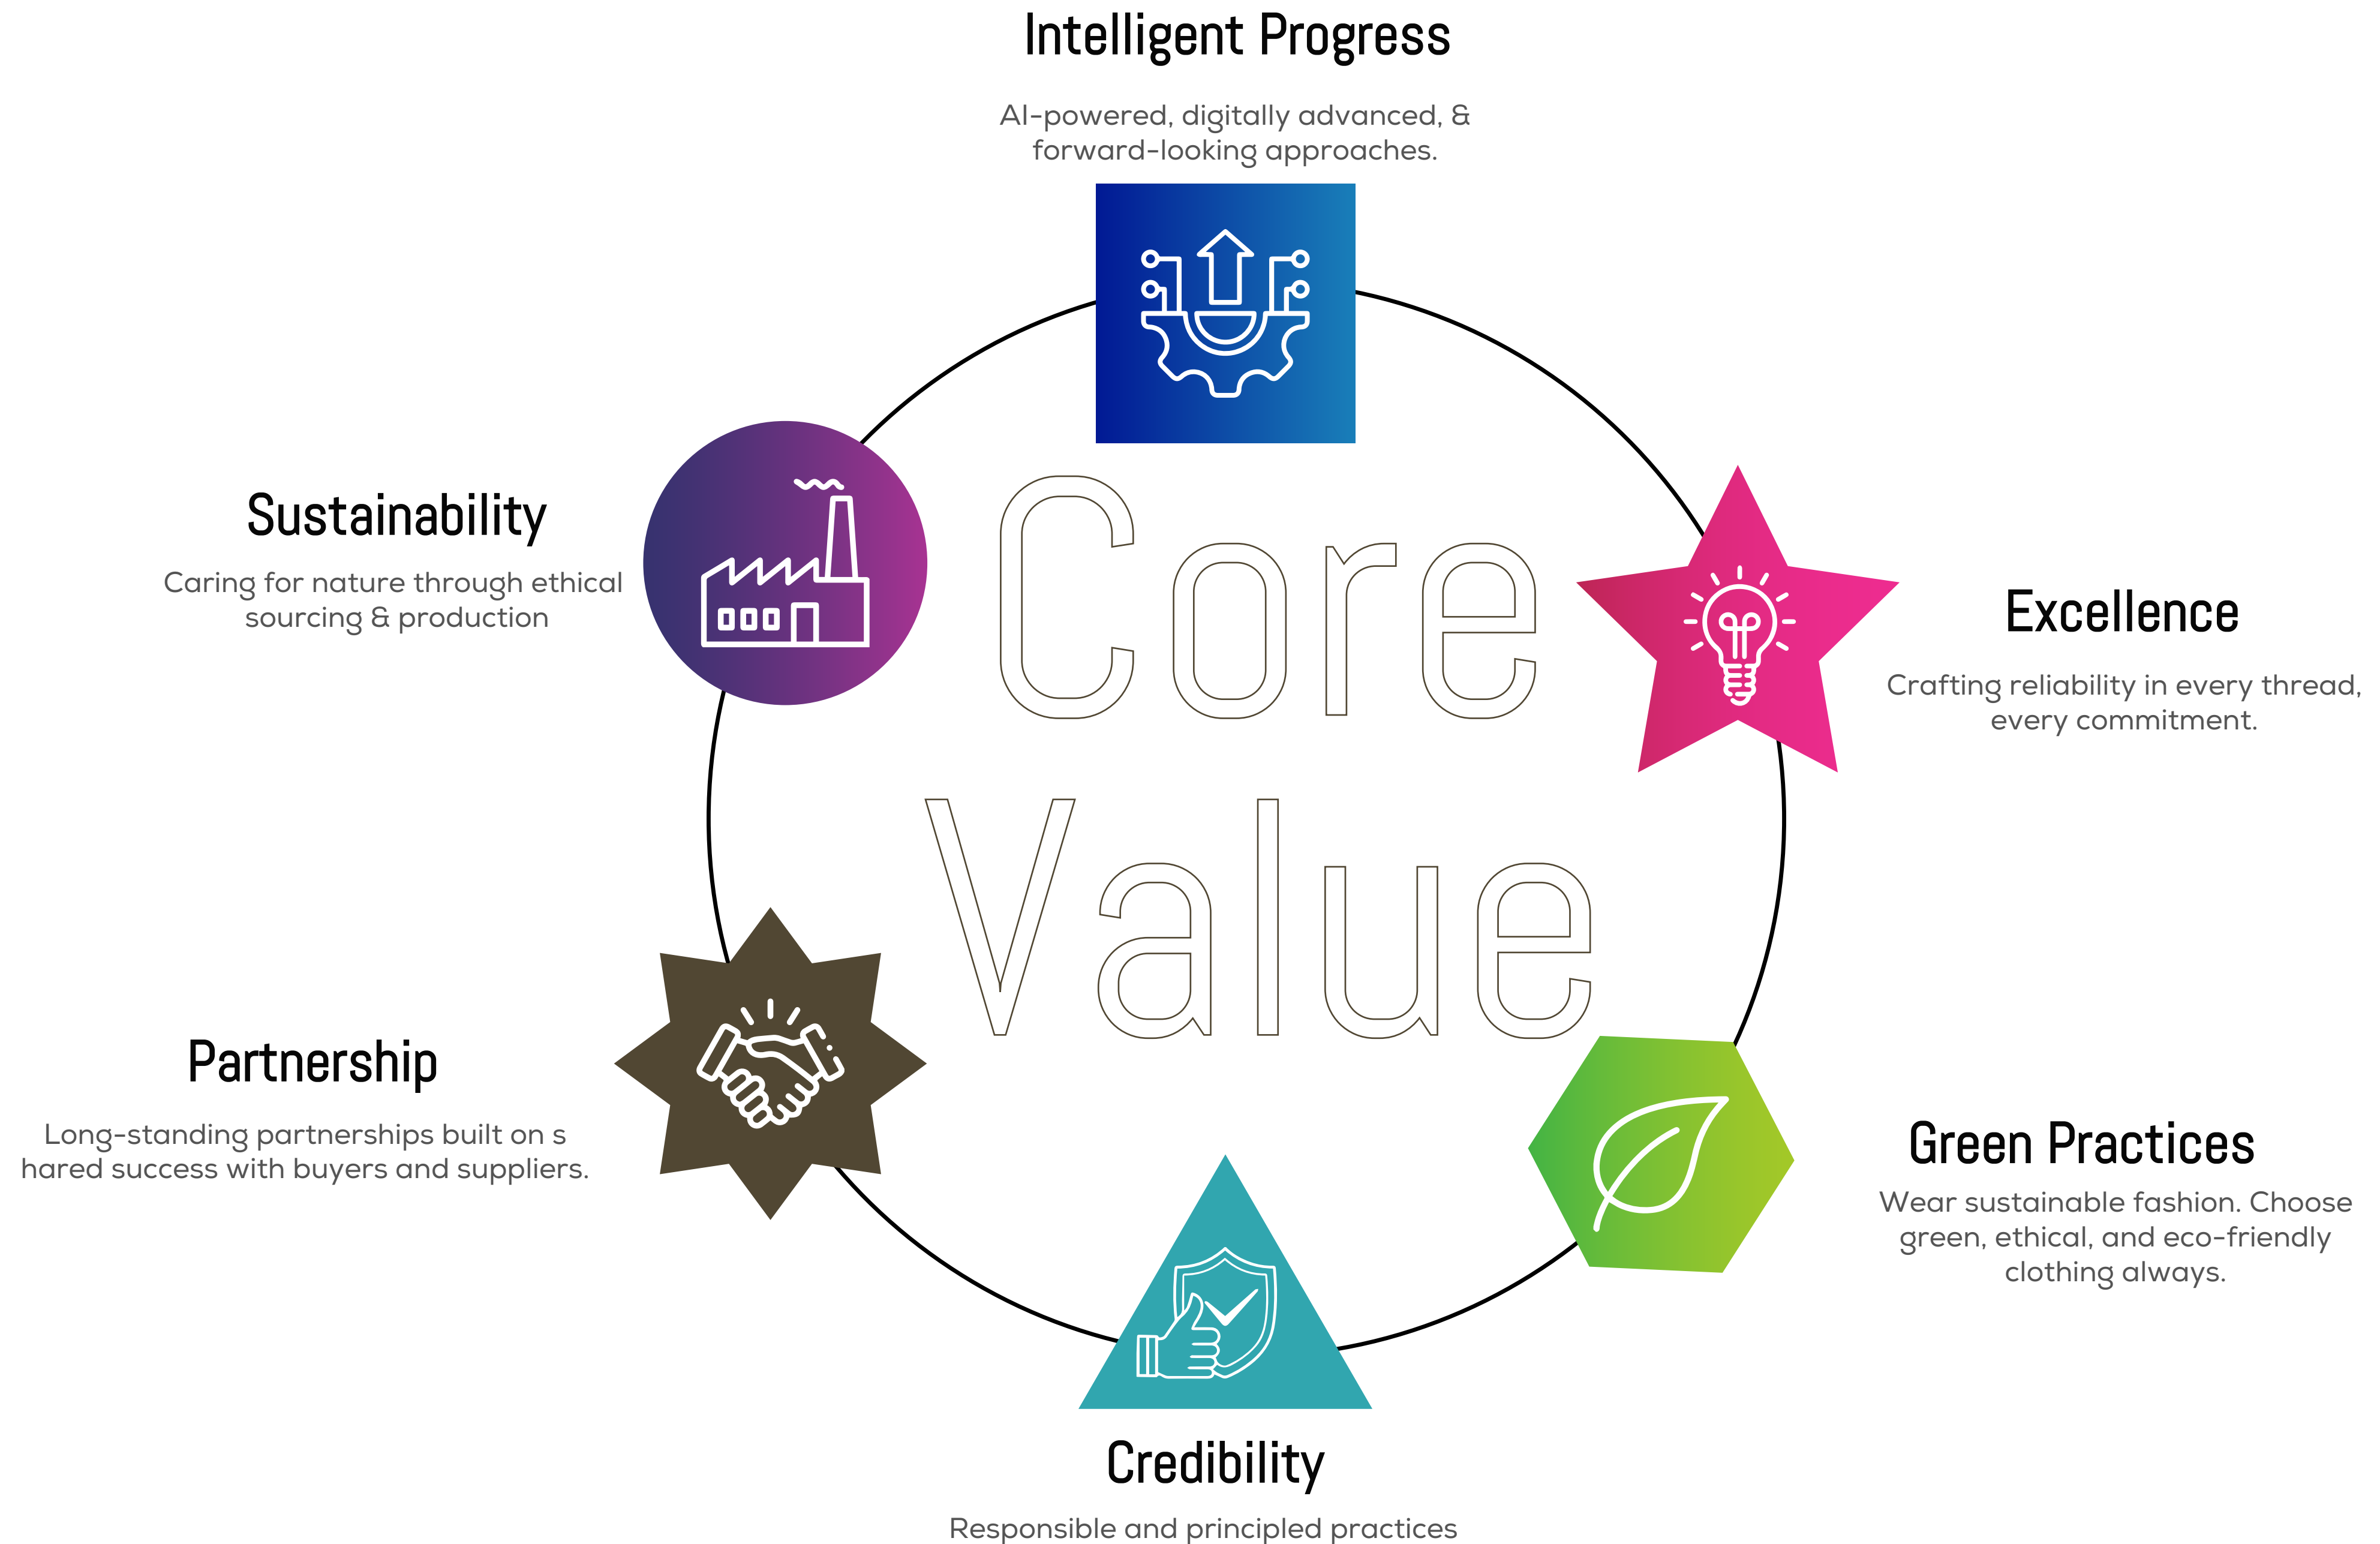 Intelligent Progress
AI-powered, digitally advanced, &
forward-looking approaches.
Sustainability
Caring for nature through ethical
sourcing & production
Core
Value
Excellence
Crafting reliability in every thread,
every commitment.
Partnership
Long-standing partnerships built on s
hared success with buyers and suppliers.
Green Practices
Wear sustainable fashion. Choose
green, ethical, and eco-friendly
clothing always.
Credibility
Responsible and principled practices